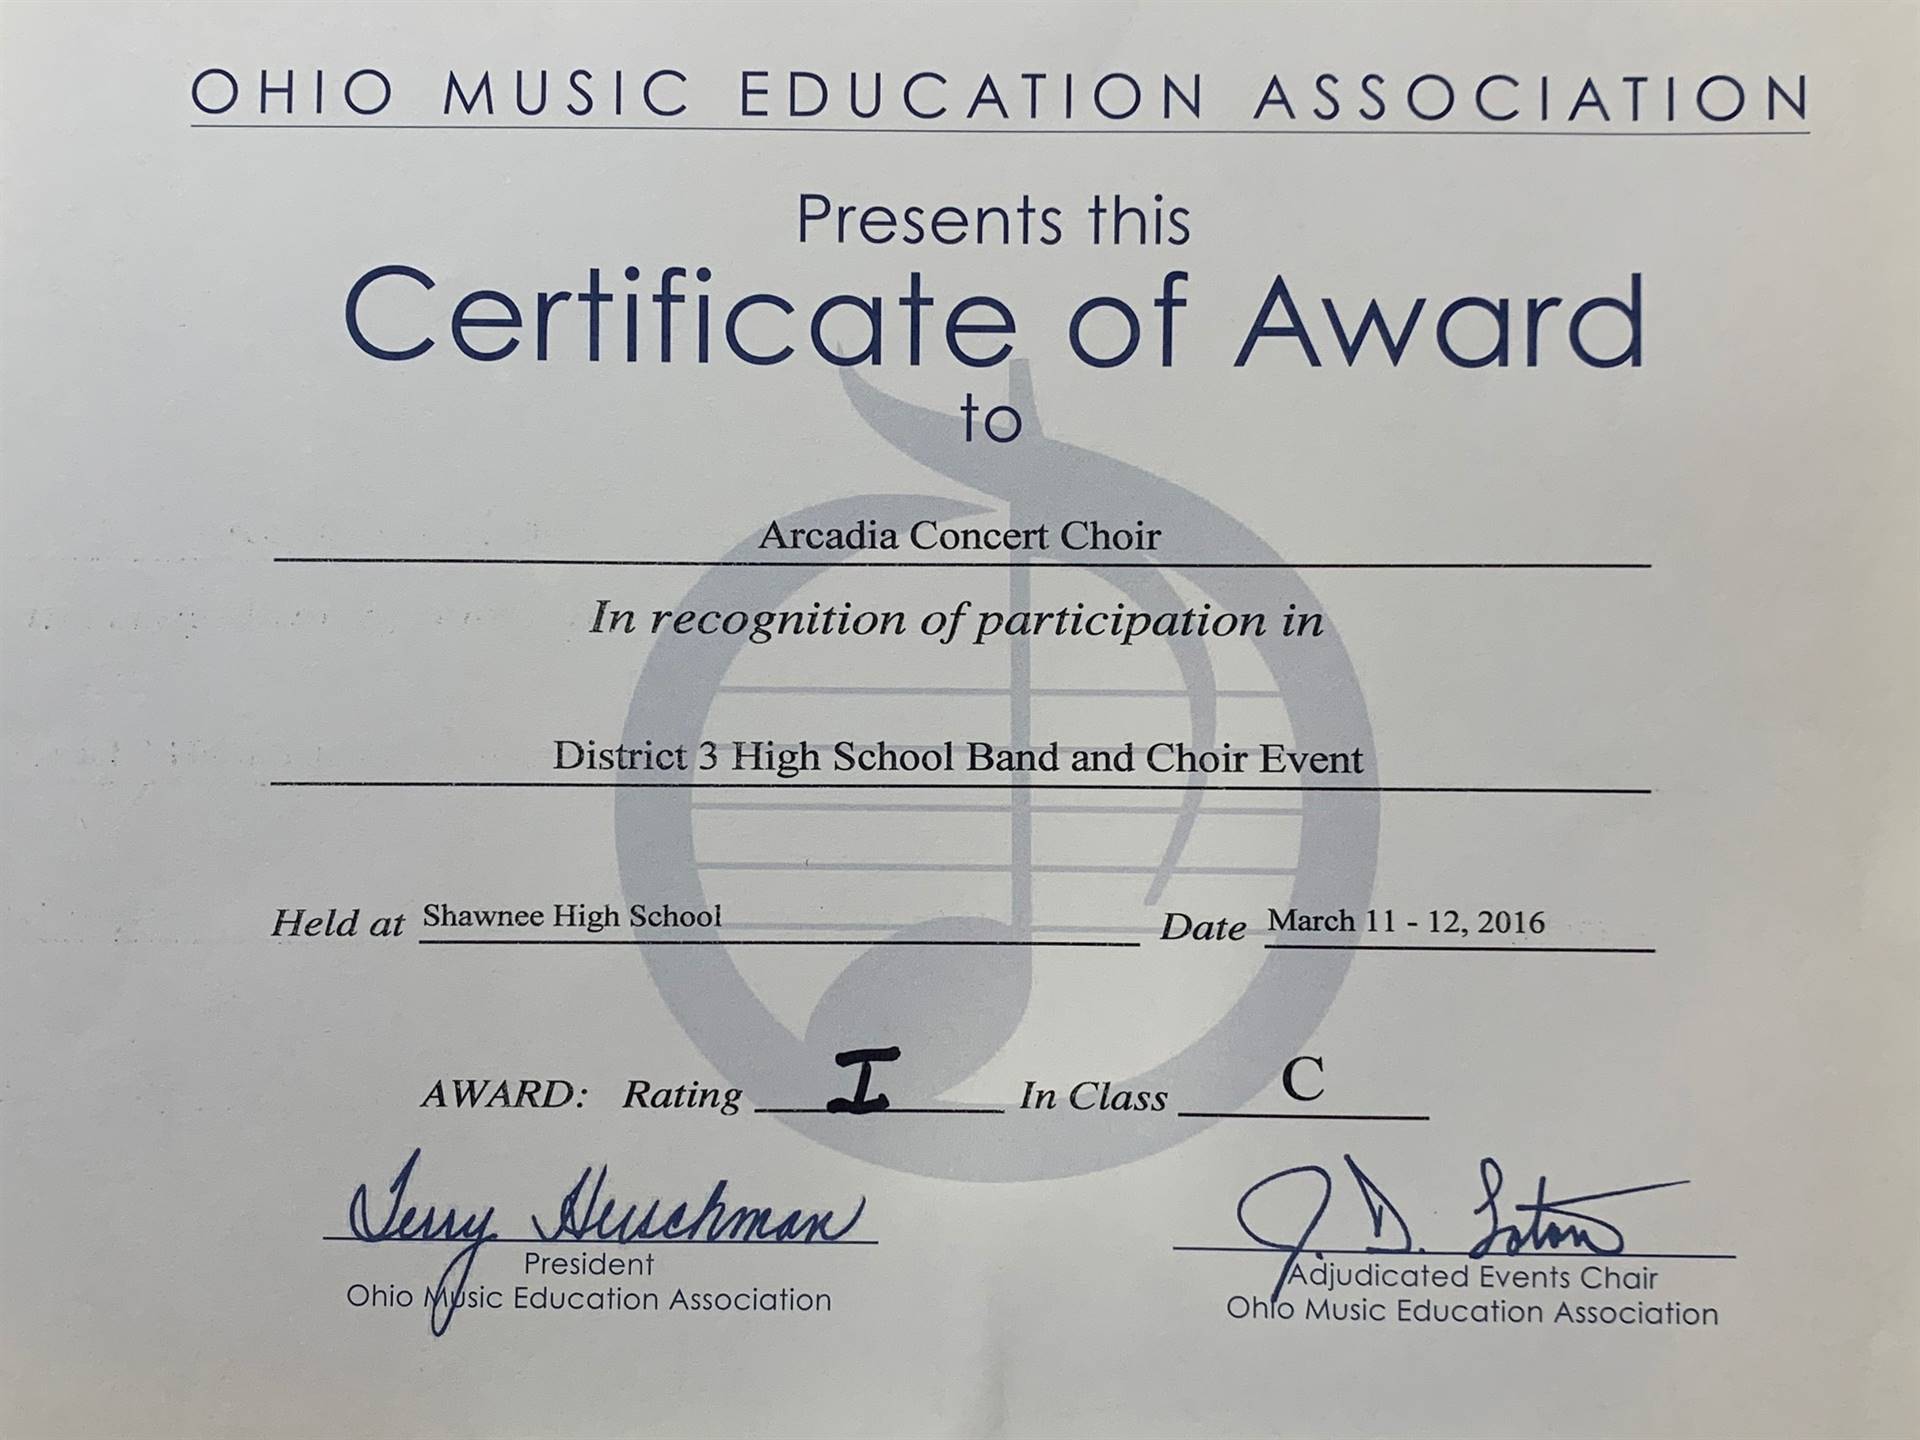 OHIO MUSIC EDUCATION ASSOCIATION
Presents this
Certificate of Award
to
Arcadia Concert Choir
In recognition of participation in
District 3 High School Band and Choir Event
Held at Shawnee High School Date March 11 - 12, 2016
AWARD: Rating I In Class C
Terry Heuschman
President
Ohio Music Education Association
J. D.
Adjudicated Events Chair
Ohio Music Education Association